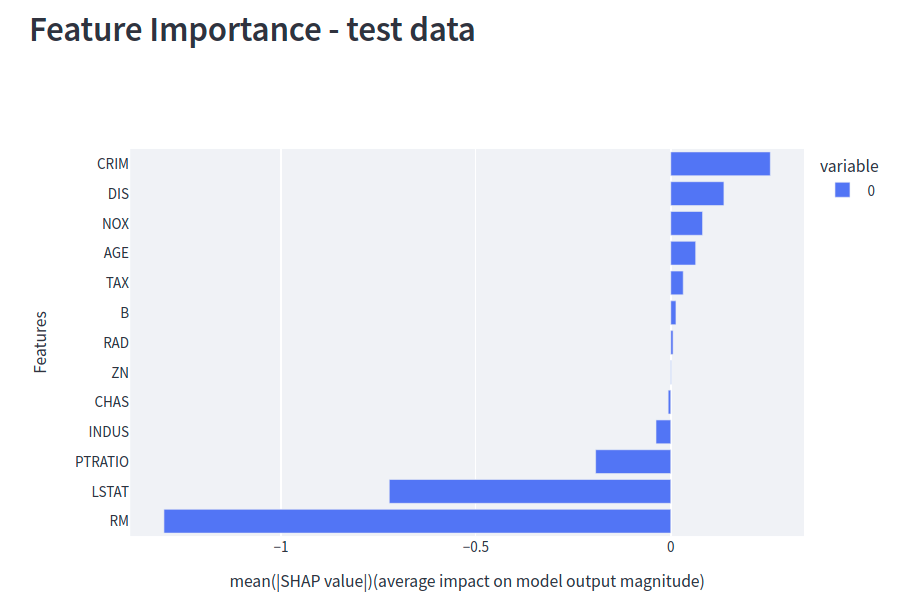 Feature Importance - test data
variable
0
CRIM
DIS
NOX
AGE
TAX
B
RAD
ZN
CHAS
INDUS
PTRATIO
LSTAT
RM
Features
−1
−0.5
0
mean(|SHAP value|)(average impact on model output magnitude)